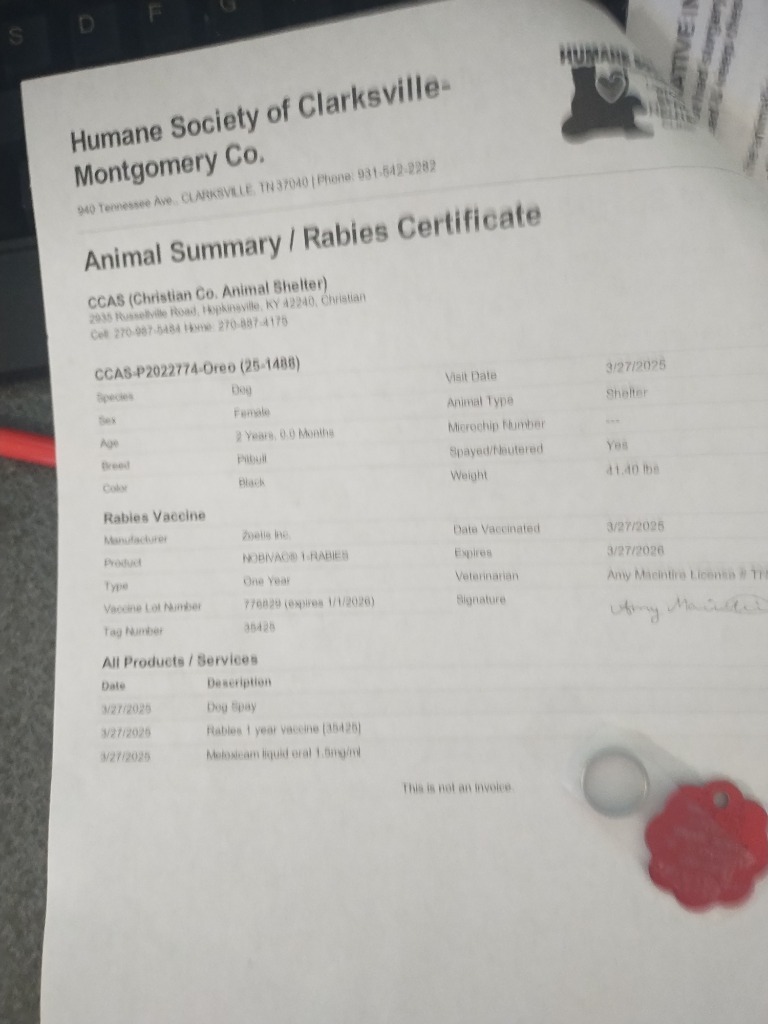 S D F G
HUMANE
Humane Society of Clarksville-
Montgomery Co.
940 Tennessee Ave., CLARKSVILLE, TN 37040 | Phone: 931-542-2282
Animal Summary / Rabies Certificate
CCAS (Christian Co. Animal Shelter)
2935 Russellville Road, Hopkinsville, KY 42240, Christian
Cell: 270-987-5484 Home: 270-887-4175
CCAS-P2022774-Oreo (25-1486)
Species Dog
Sex Female
Age 2 Years, 0.0 Months
Breed Pitbull
Color Black
Visit Date 3/27/2025
Animal Type Shelter
Microchip Number ---
Spayed/Neutered Yes
Weight 41.40 lbs
Rabies Vaccine
Manufacturer Zoetis Inc.
Product NOBIVAC® 1-RABIES
Type One Year
Vaccine Lot Number 776829 (expires 1/1/2026)
Tag Number 35425
Date Vaccinated 3/27/2025
Expires 3/27/2026
Veterinarian Amy Macintire License #
Signature Amy
All Products / Services
Date Description
3/27/2025 Dog Spay
3/27/2025 Rabies 1 year vaccine [35425]
3/27/2025 Meloxicam liquid oral 1.5mg/ml
This is not an invoice.